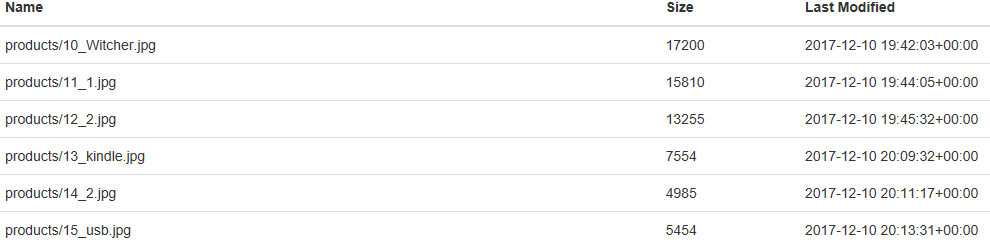 Name Size Last Modified
products/10_Witcher.jpg 17200 2017-12-10 19:42:03+00:00
products/11_1.jpg 15810 2017-12-10 19:44:05+00:00
products/12_2.jpg 13255 2017-12-10 19:45:32+00:00
products/13_kindle.jpg 7554 2017-12-10 20:09:32+00:00
products/14_2.jpg 4985 2017-12-10 20:11:17+00:00
products/15_usb.jpg 5454 2017-12-10 20:13:31+00:00